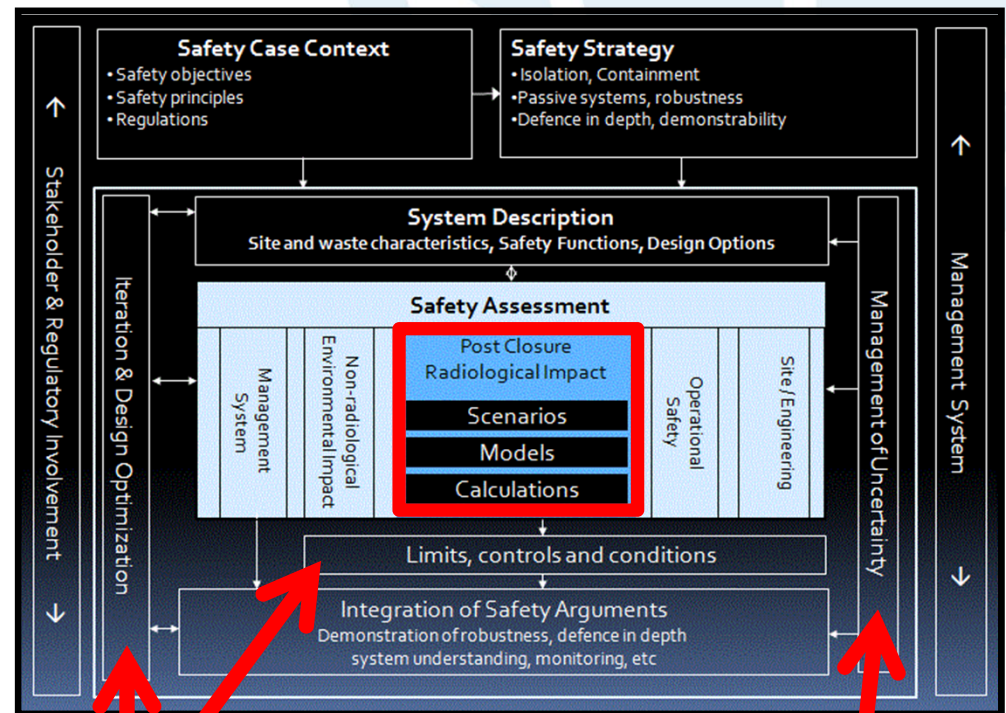 Safety Case Context
• Safety objectives
• Safety principles
• Regulations
Safety Strategy
• Isolation, Containment
• Passive systems, robustness
• Defence in depth, demonstrability
Stakeholder & Regulatory Involvement
Management System
System Description
Site and waste characteristics, Safety Functions, Design Options
Iteration & Design Optimization
Management of Uncertainty
Safety Assessment
Management
System
Non-radiological
Environmental Impact
Post Closure
Radiological Impact
Scenarios
Models
Calculations
Operational
Safety
Site / Engineering
Limits, controls and conditions
Integration of Safety Arguments
Demonstration of robustness, defence in depth
system understanding, monitoring, etc